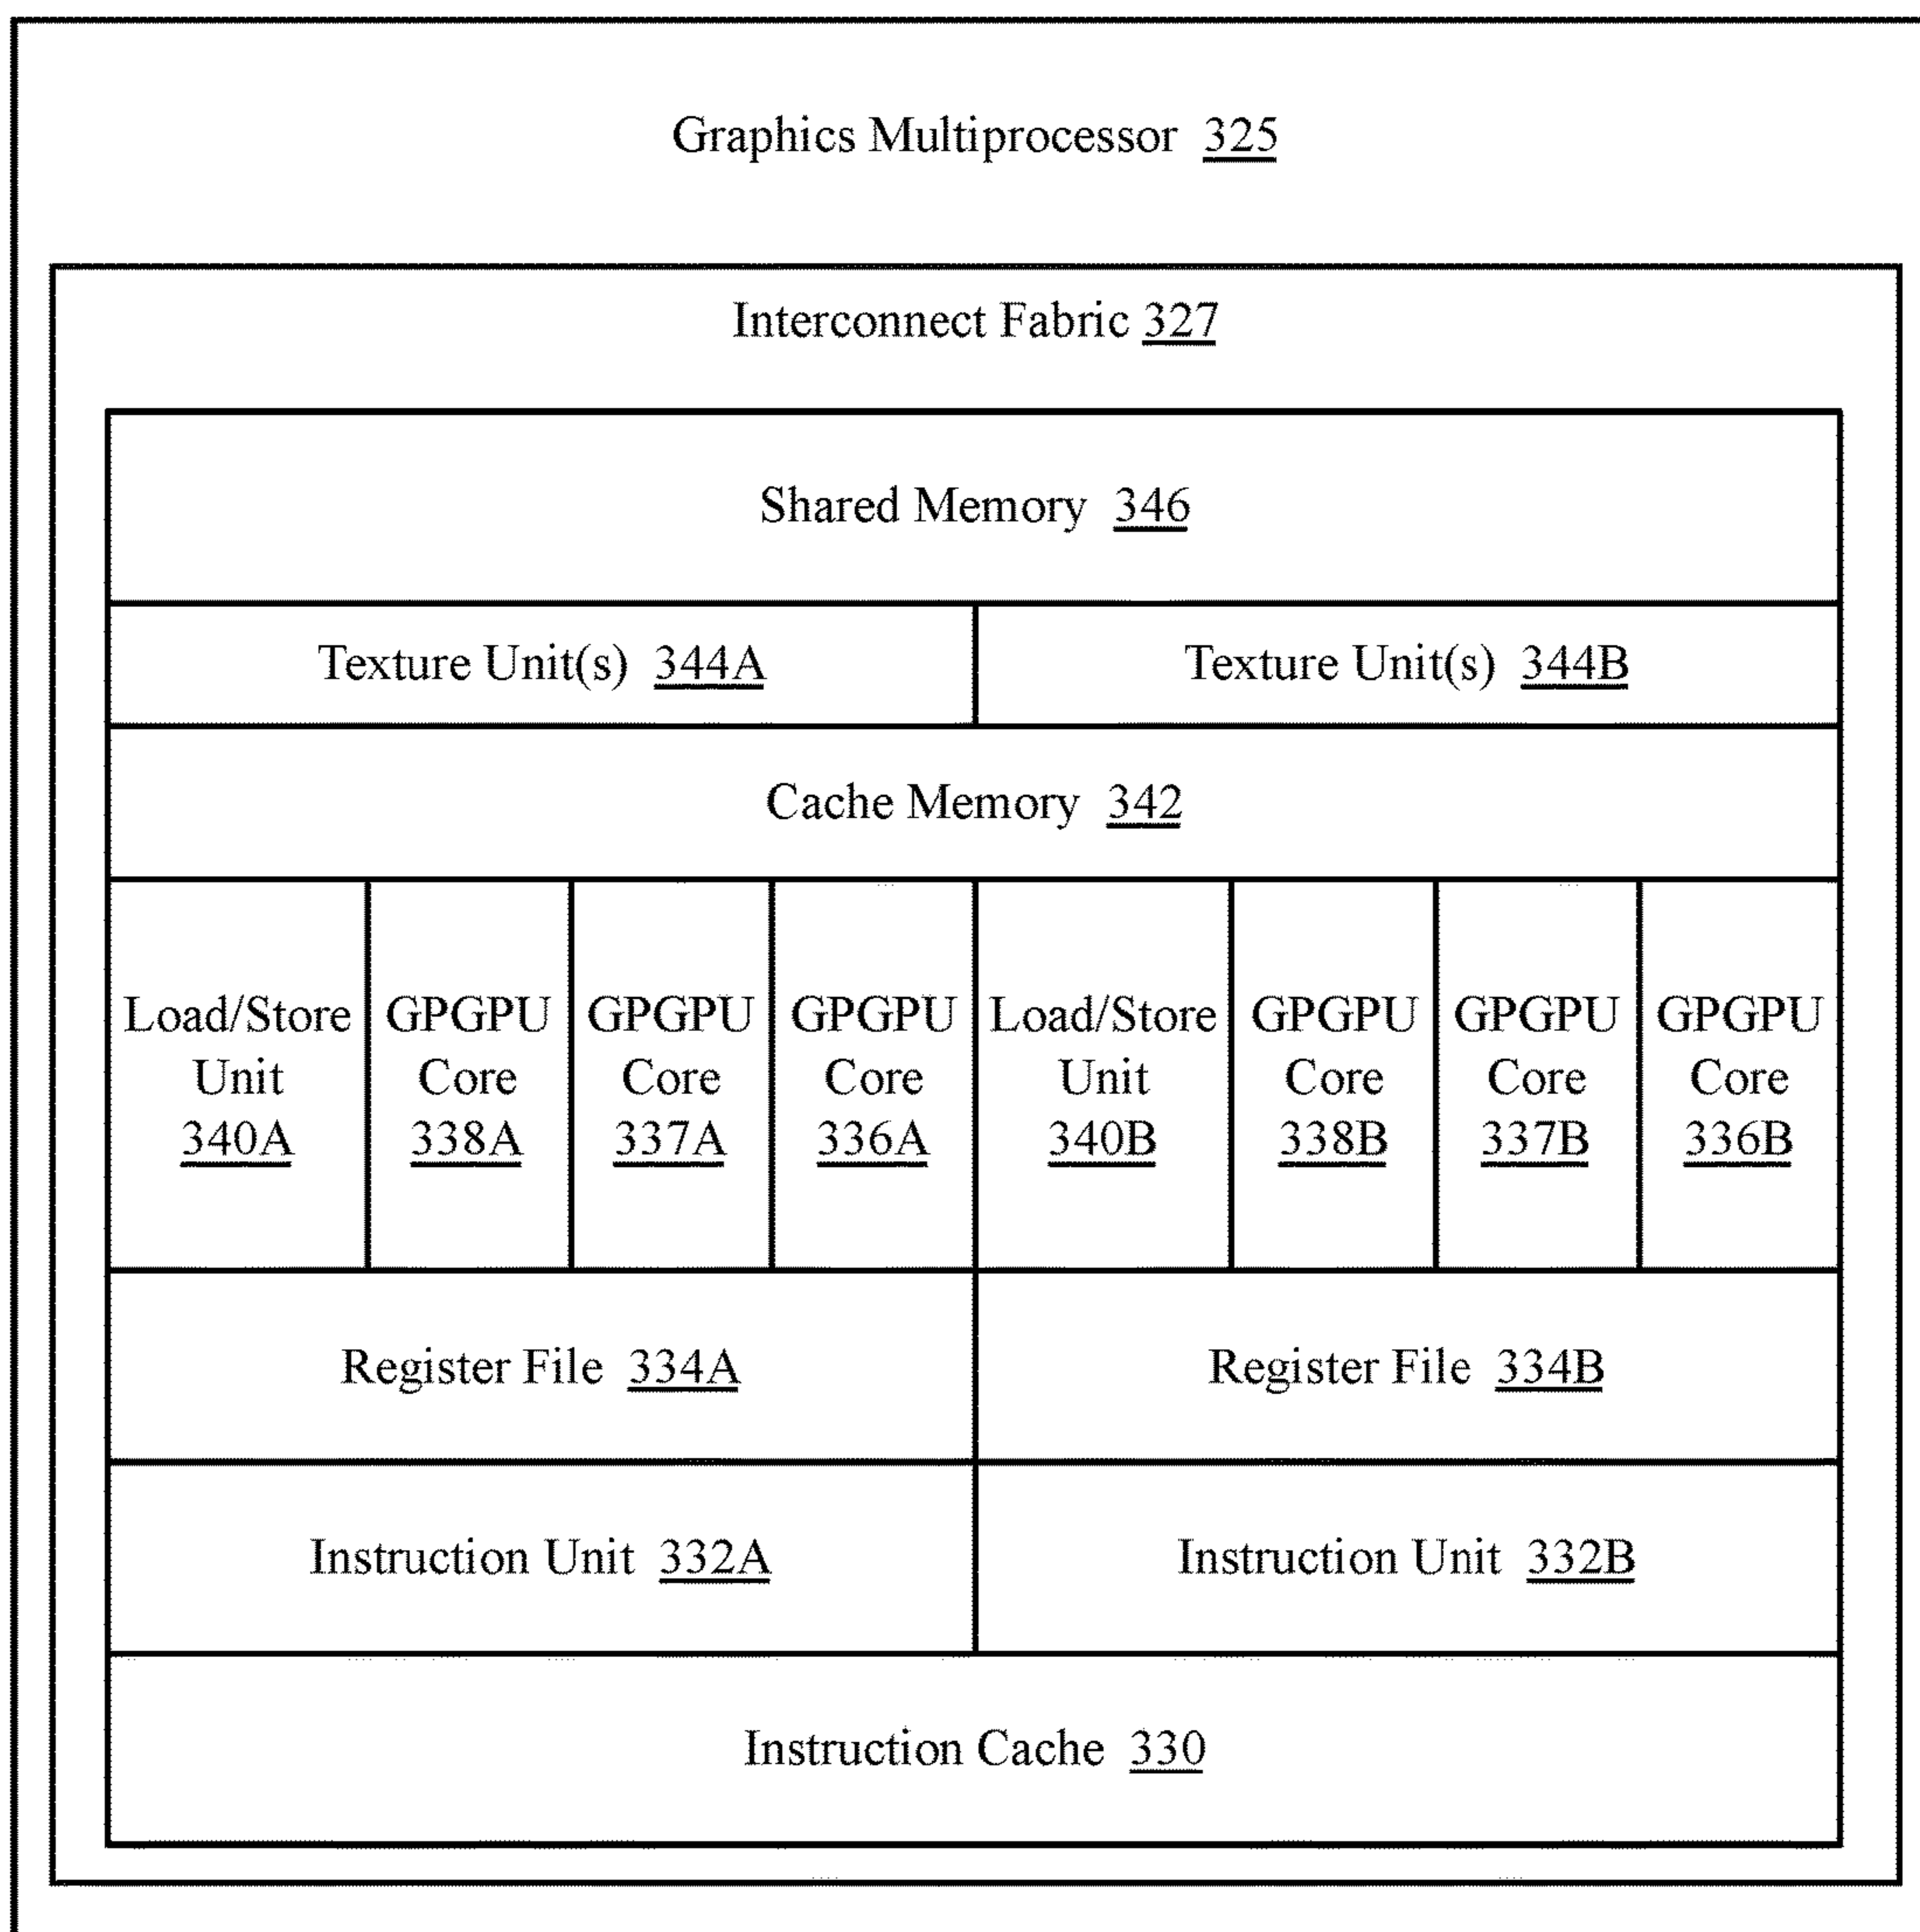 Graphics Multiprocessor 325
Interconnect Fabric 327
Shared Memory 346
Texture Unit(s) 344A
Texture Unit(s) 344B
Cache Memory 342
Load/Store
Unit
340A
GPGPU
Core
338A
GPGPU
Core
337A
GPGPU
Core
336A
Load/Store
Unit
340B
GPGPU
Core
338B
GPGPU
Core
337B
GPGPU
Core
336B
Register File 334A
Register File 334B
Instruction Unit 332A
Instruction Unit 332B
Instruction Cache 330